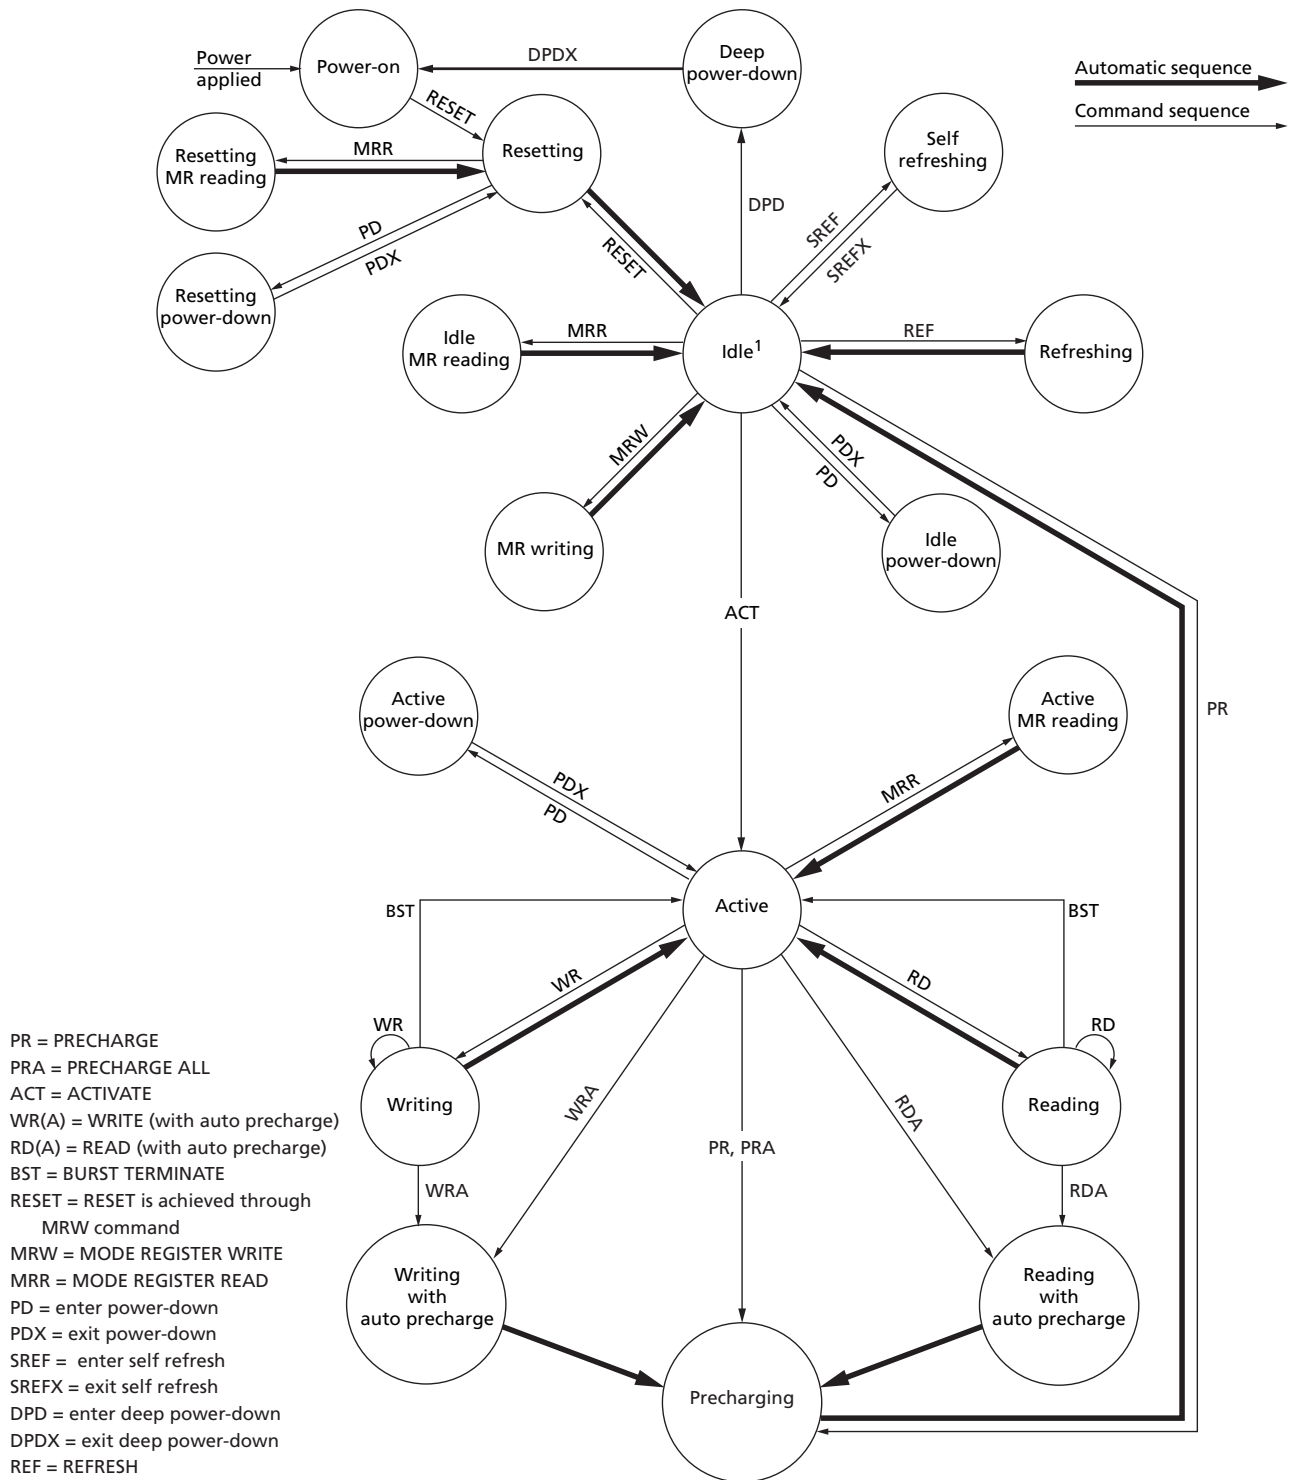 Power
applied
Power-on
DPDX
Deep
power-down
Automatic sequence
Command sequence
RESET
Resetting
MR reading
MRR
Resetting
Self
refreshing
DPD
SREF
SREFX
PD
PDX
RESET
Resetting
power-down
Idle
MR reading
MRR
Idle1
REF
Refreshing
MRW
PDX
PD
MR writing
Idle
power-down
ACT
Active
power-down
Active
MR reading
PR
PDX
PD
MRR
BST
Active
BST
WR
RD
WR
RD
Writing
WRA
PR, PRA
RDA
Reading
WRA
RDA
Writing
with
auto precharge
Reading
with
auto precharge
Precharging
PR = PRECHARGE
PRA = PRECHARGE ALL
ACT = ACTIVATE
WR(A) = WRITE (with auto precharge)
RD(A) = READ (with auto precharge)
BST = BURST TERMINATE
RESET = RESET is achieved through
MRW command
MRW = MODE REGISTER WRITE
MRR = MODE REGISTER READ
PD = enter power-down
PDX = exit power-down
SREF = enter self refresh
SREFX = exit self refresh
DPD = enter deep power-down
DPDX = exit deep power-down
REF = REFRESH